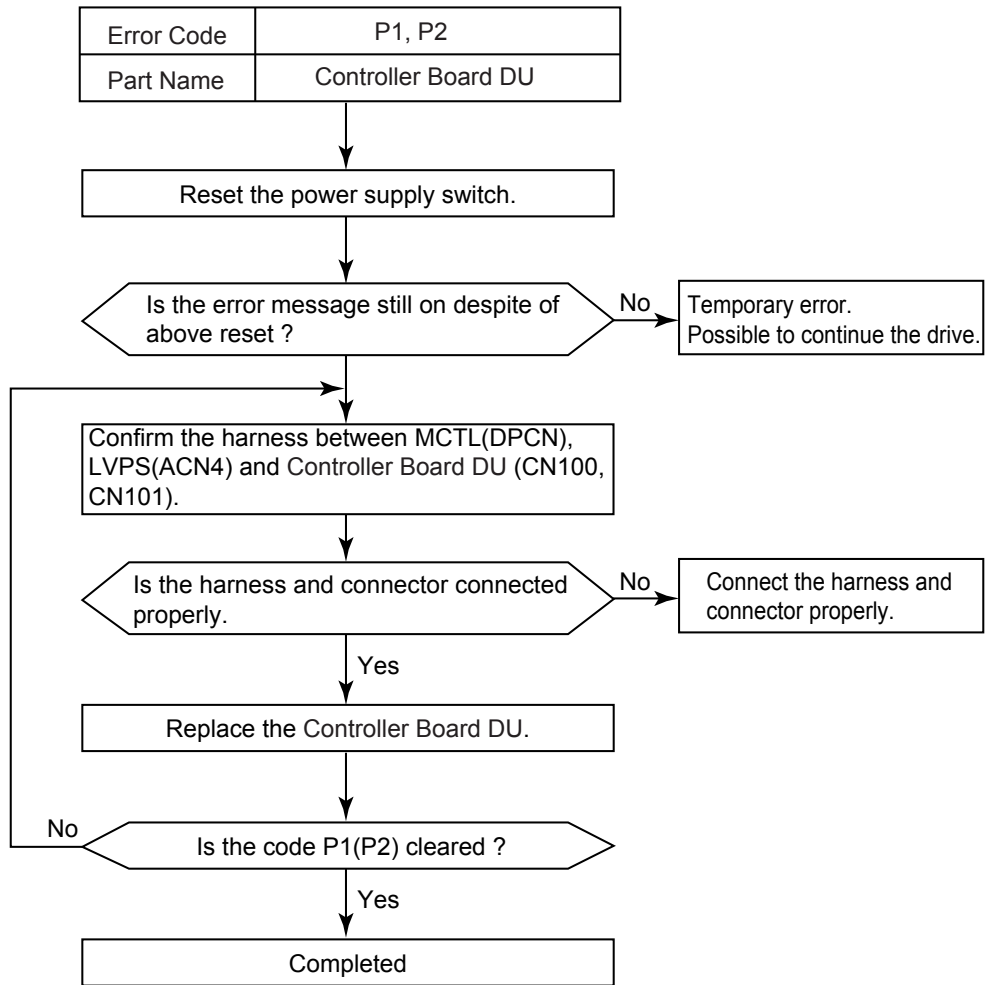 Error Code P1, P2
Part Name Controller Board DU
Reset the power supply switch.
Is the error message still on despite of
above reset ?
No
Temporary error.
Possible to continue the drive.
Confirm the harness between MCTL(DPCN),
LVPS(ACN4) and Controller Board DU (CN100,
CN101).
Is the harness and connector connected
properly.
No
Connect the harness and
connector properly.
Yes
Replace the Controller Board DU.
No
Is the code P1(P2) cleared ?
Yes
Completed